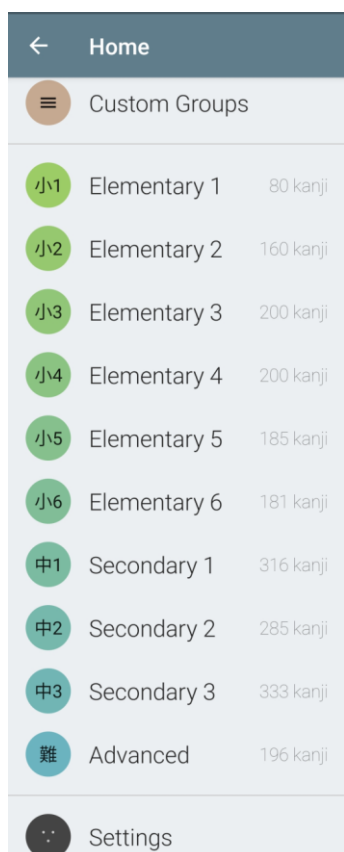 Home
Custom Groups
小1 Elementary 1 80 kanji
小2 Elementary 2 160 kanji
小3 Elementary 3 200 kanji
小4 Elementary 4 200 kanji
小5 Elementary 5 185 kanji
小6 Elementary 6 181 kanji
中1 Secondary 1 316 kanji
中2 Secondary 2 285 kanji
中3 Secondary 3 333 kanji
難 Advanced 196 kanji
Settings